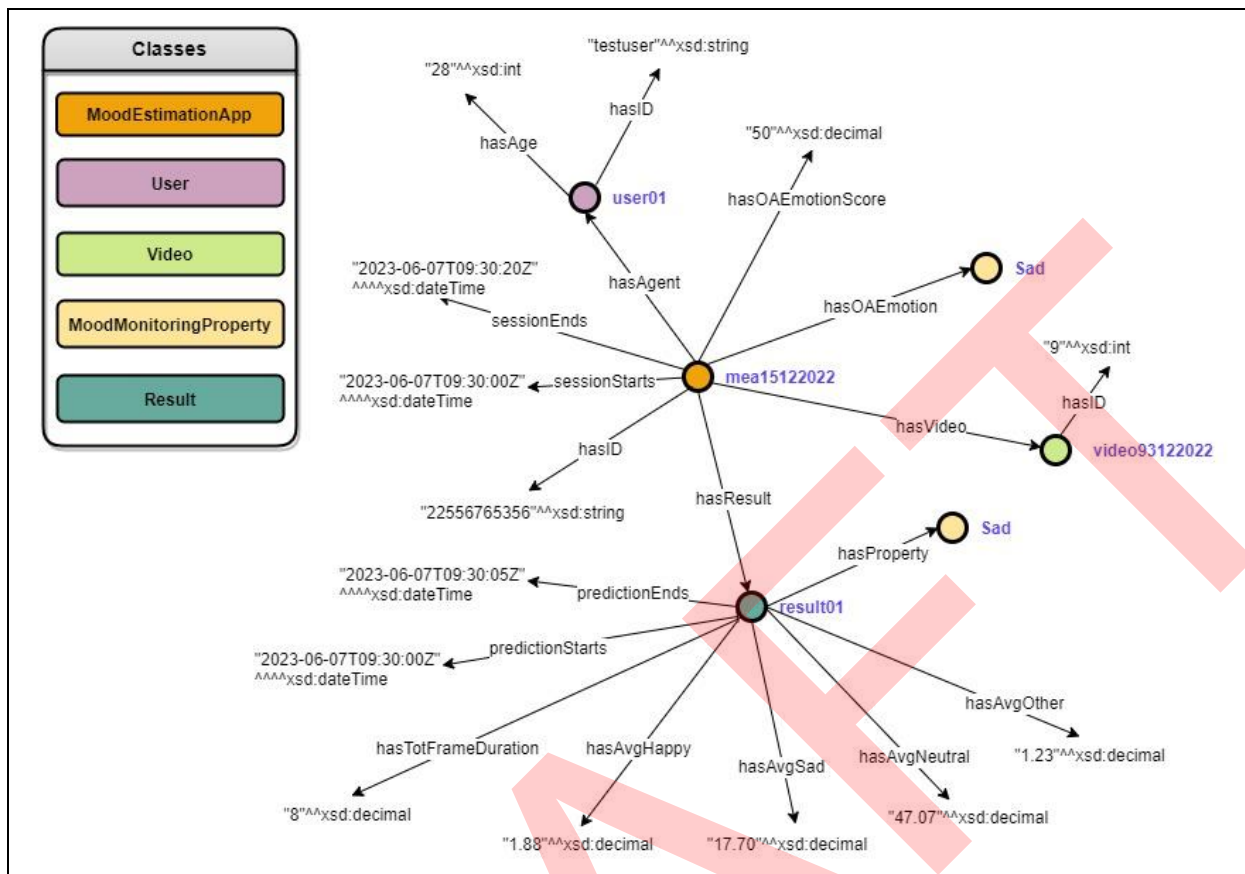 Classes
MoodEstimationApp
User
Video
MoodMonitoringProperty
Result
"testuser"^^xsd:string
"28"^^xsd:int
hasID
hasAge
"50"^^xsd:decimal
user01
hasOAEmotionScore
"2023-06-07T09:30:20Z"
^^^^xsd:dateTime
hasAgent
Sad
hasOAEmotion
sessionEnds
"9"^^xsd:int
"2023-06-07T09:30:00Z"
^^^^xsd:dateTime
sessionStarts
mea15122022
hasID
hasVideo
video93122022
hasID
hasResult
"22556765356"^^xsd:string
Sad
hasProperty
"2023-06-07T09:30:05Z"
^^^^xsd:dateTime
predictionEnds
result01
predictionStarts
"2023-06-07T09:30:00Z"
^^^^xsd:dateTime
hasAvgOther
hasTotFrameDuration
hasAvgHappy
hasAvgSad
hasAvgNeutral
"1.23"^^xsd:decimal
"8"^^xsd:decimal
"47.07"^^xsd:decimal
"1.88"^^xsd:decimal
"17.70"^^xsd:decimal